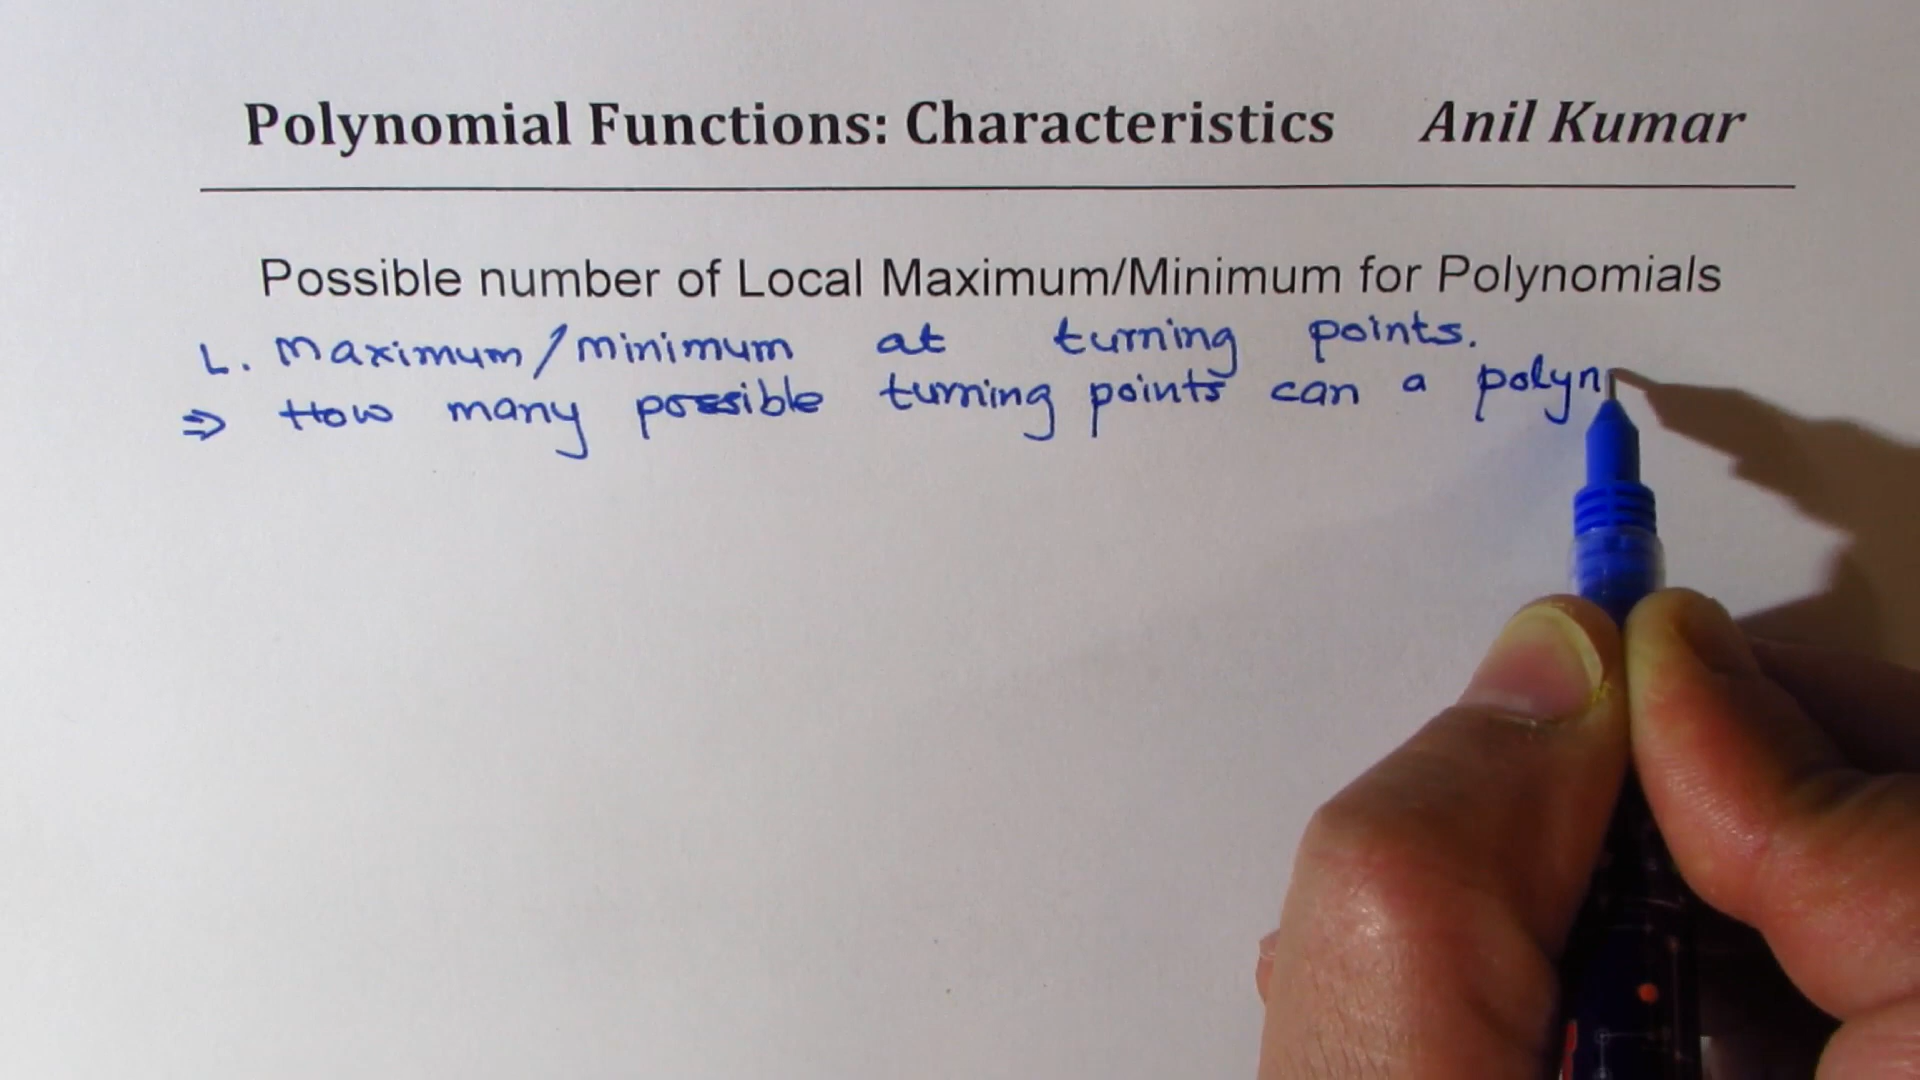 Polynomial Functions: Characteristics Anil Kumar
Possible number of Local Maximum/Minimum for Polynomials
L. Maximum/minimum at turning points.
⇒ How many possible turning points can a polyn